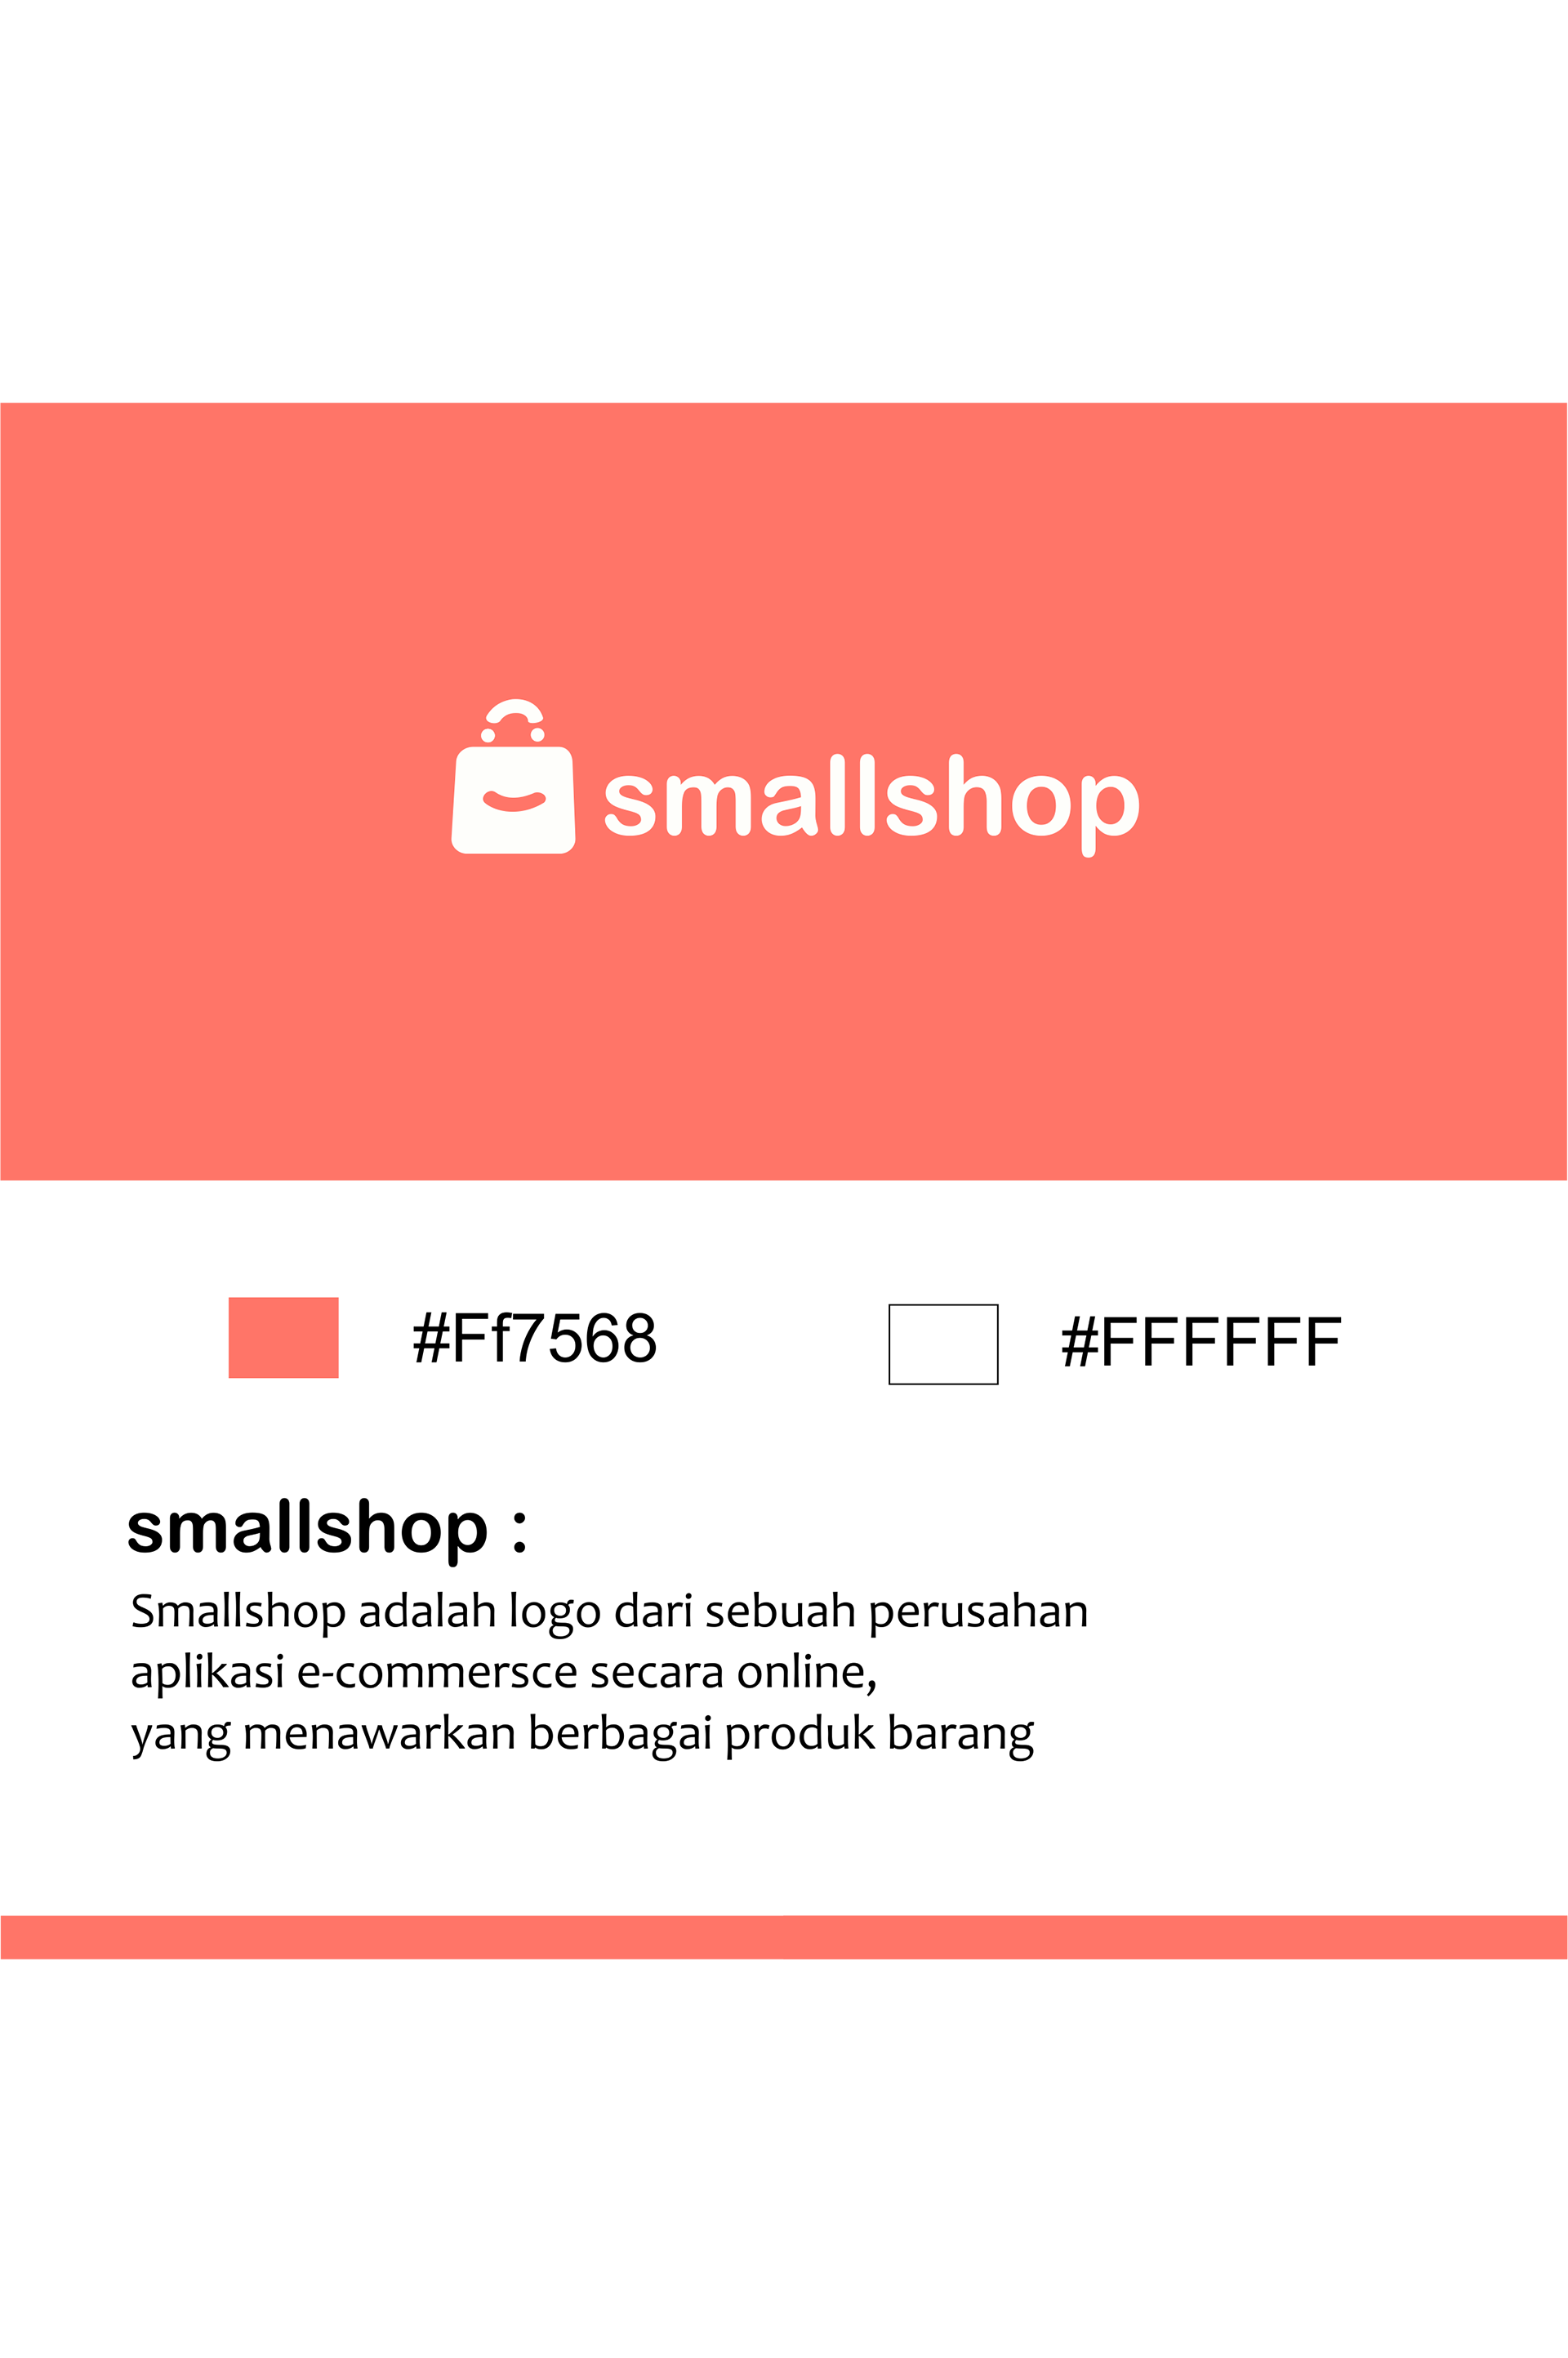 smallshop
#Ff7568
#FFFFFF
smallshop :
Smallshop adalah logo dari sebuah perusahan
aplikasi e-commersce secara online,
yang menawarkan berbagai produk barang